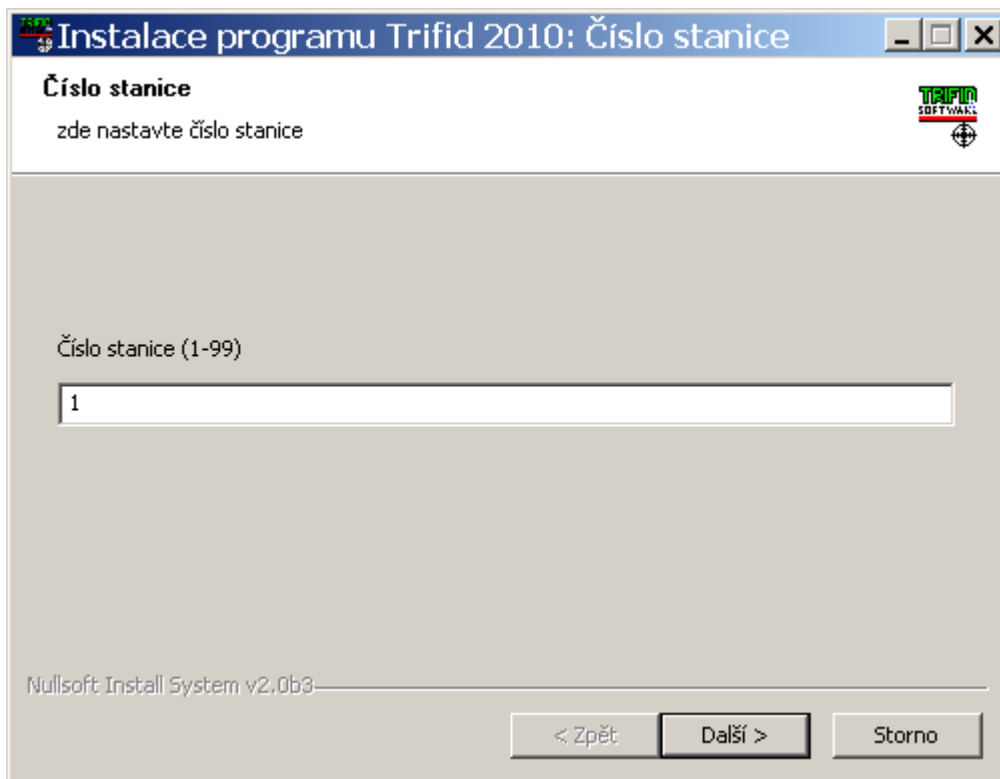 Instalace programu Trifid 2010: Číslo stanice
Číslo stanice
zde nastavte číslo stanice
TRIFID
SOFTWARE
Číslo stanice (1-99)
1
Nullsoft Install System v2.0b3
< Zpět
Další >
Storno